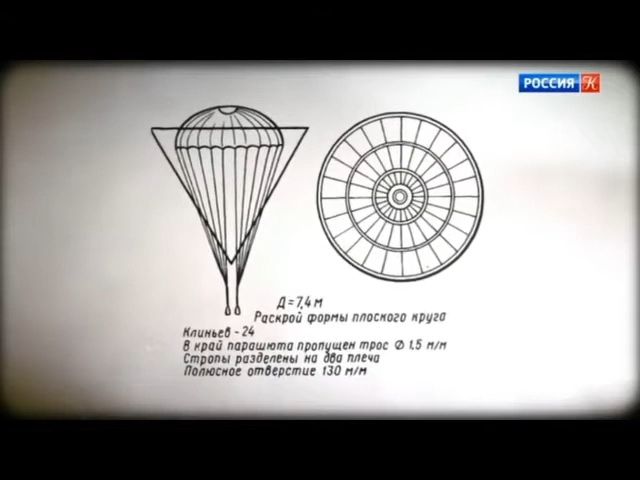 РОССИЯ К
Д = 7,4 м
Раскрой формы плоского круга
Клиньев - 24
В край парашюта пропущен трос ∅ 1.5 м/м
Стропы разделены на два плеча
Полюсное отверстие 130 м/м